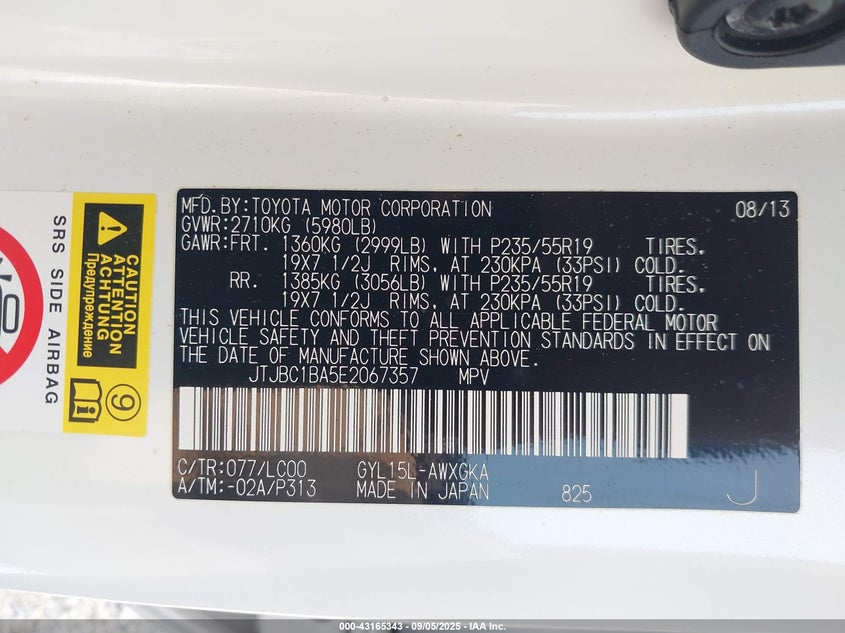 MFD.BY:TOYOTA MOTOR CORPORATION 08/13
GVWR:2710KG (5980LB)
GAWR:FRT. 1360KG (2999LB) WITH P235/55R19 TIRES.
19X7 1/2J RIMS, AT 230KPA (33PSI) COLD.
RR. 1385KG (3056LB) WITH P235/55R19 TIRES.
19X7 1/2J RIMS, AT 230KPA (33PSI) COLD.
THIS VEHICLE CONFORMS TO ALL APPLICABLE FEDERAL MOTOR
VEHICLE SAFETY AND THEFT PREVENTION STANDARDS IN EFFECT ON
THE DATE OF MANUFACTURE SHOWN ABOVE.
JTJBC1BA5E2067357 MPV
C/TR:077/LC00 GYL15L-AWXGKA
A/TM:-02A/P313 MADE IN JAPAN 825 J
SRS SIDE AIRBAG
CAUTION
ATTENTION
ACHTUNG
Предупреждение
9
000-43165343 - 09/05/2025 - IAA Inc.